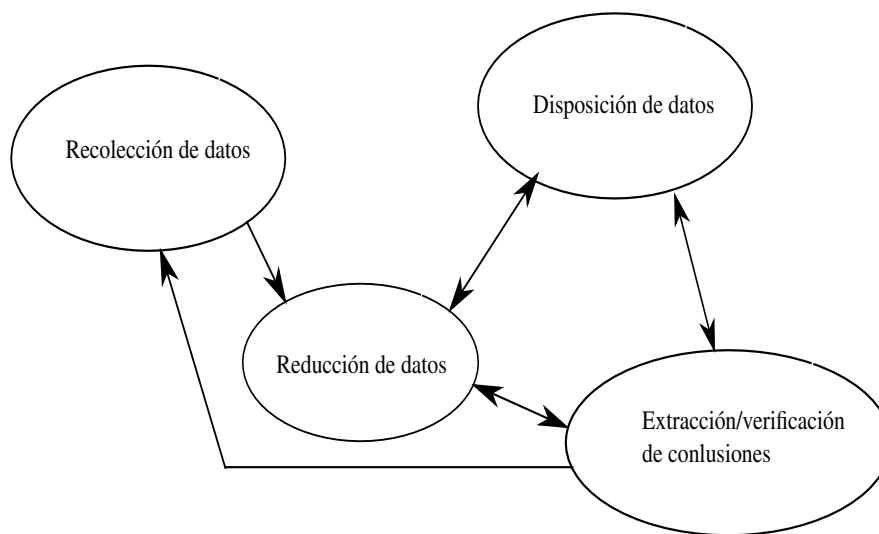 Recolección de datos
Disposición de datos
Reducción de datos
Extracción/verificación
de conlusiones